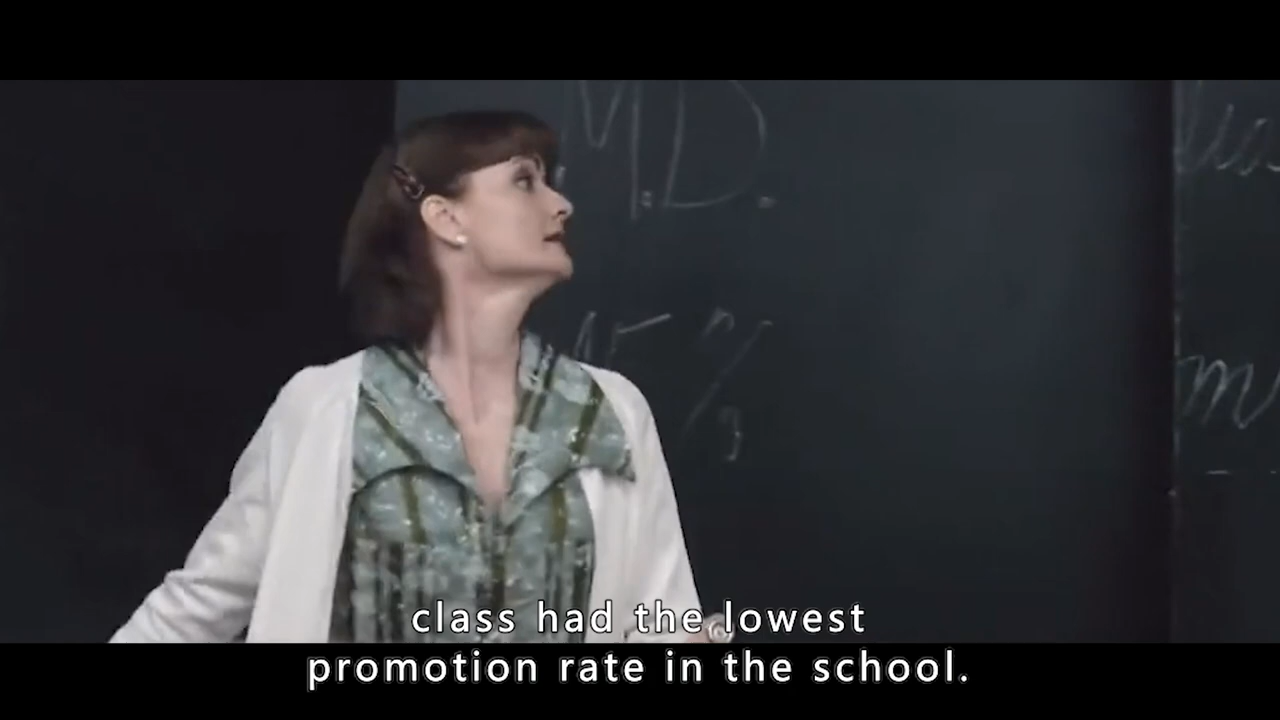 M.D.
class had the lowest
promotion rate in the school.